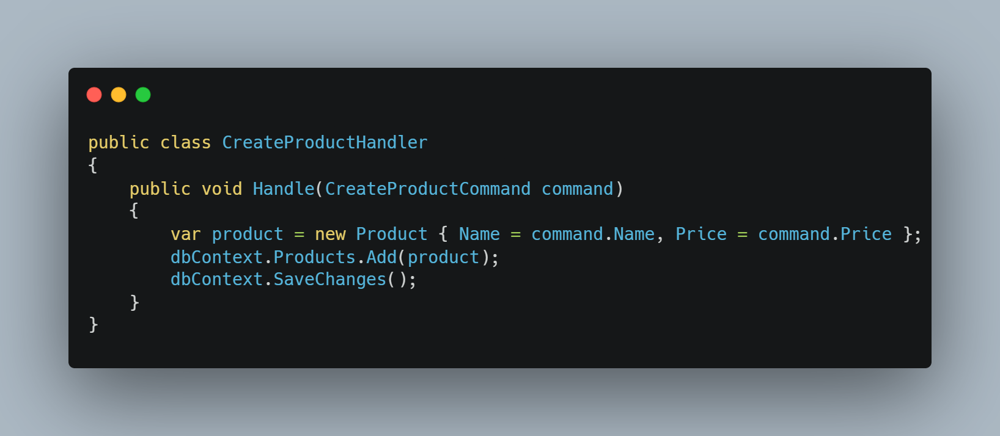 public class CreateProductHandler
{
    public void Handle(CreateProductCommand command)
    {
        var product = new Product { Name = command.Name, Price = command.Price };
        dbContext.Products.Add(product);
        dbContext.SaveChanges();
    }
}